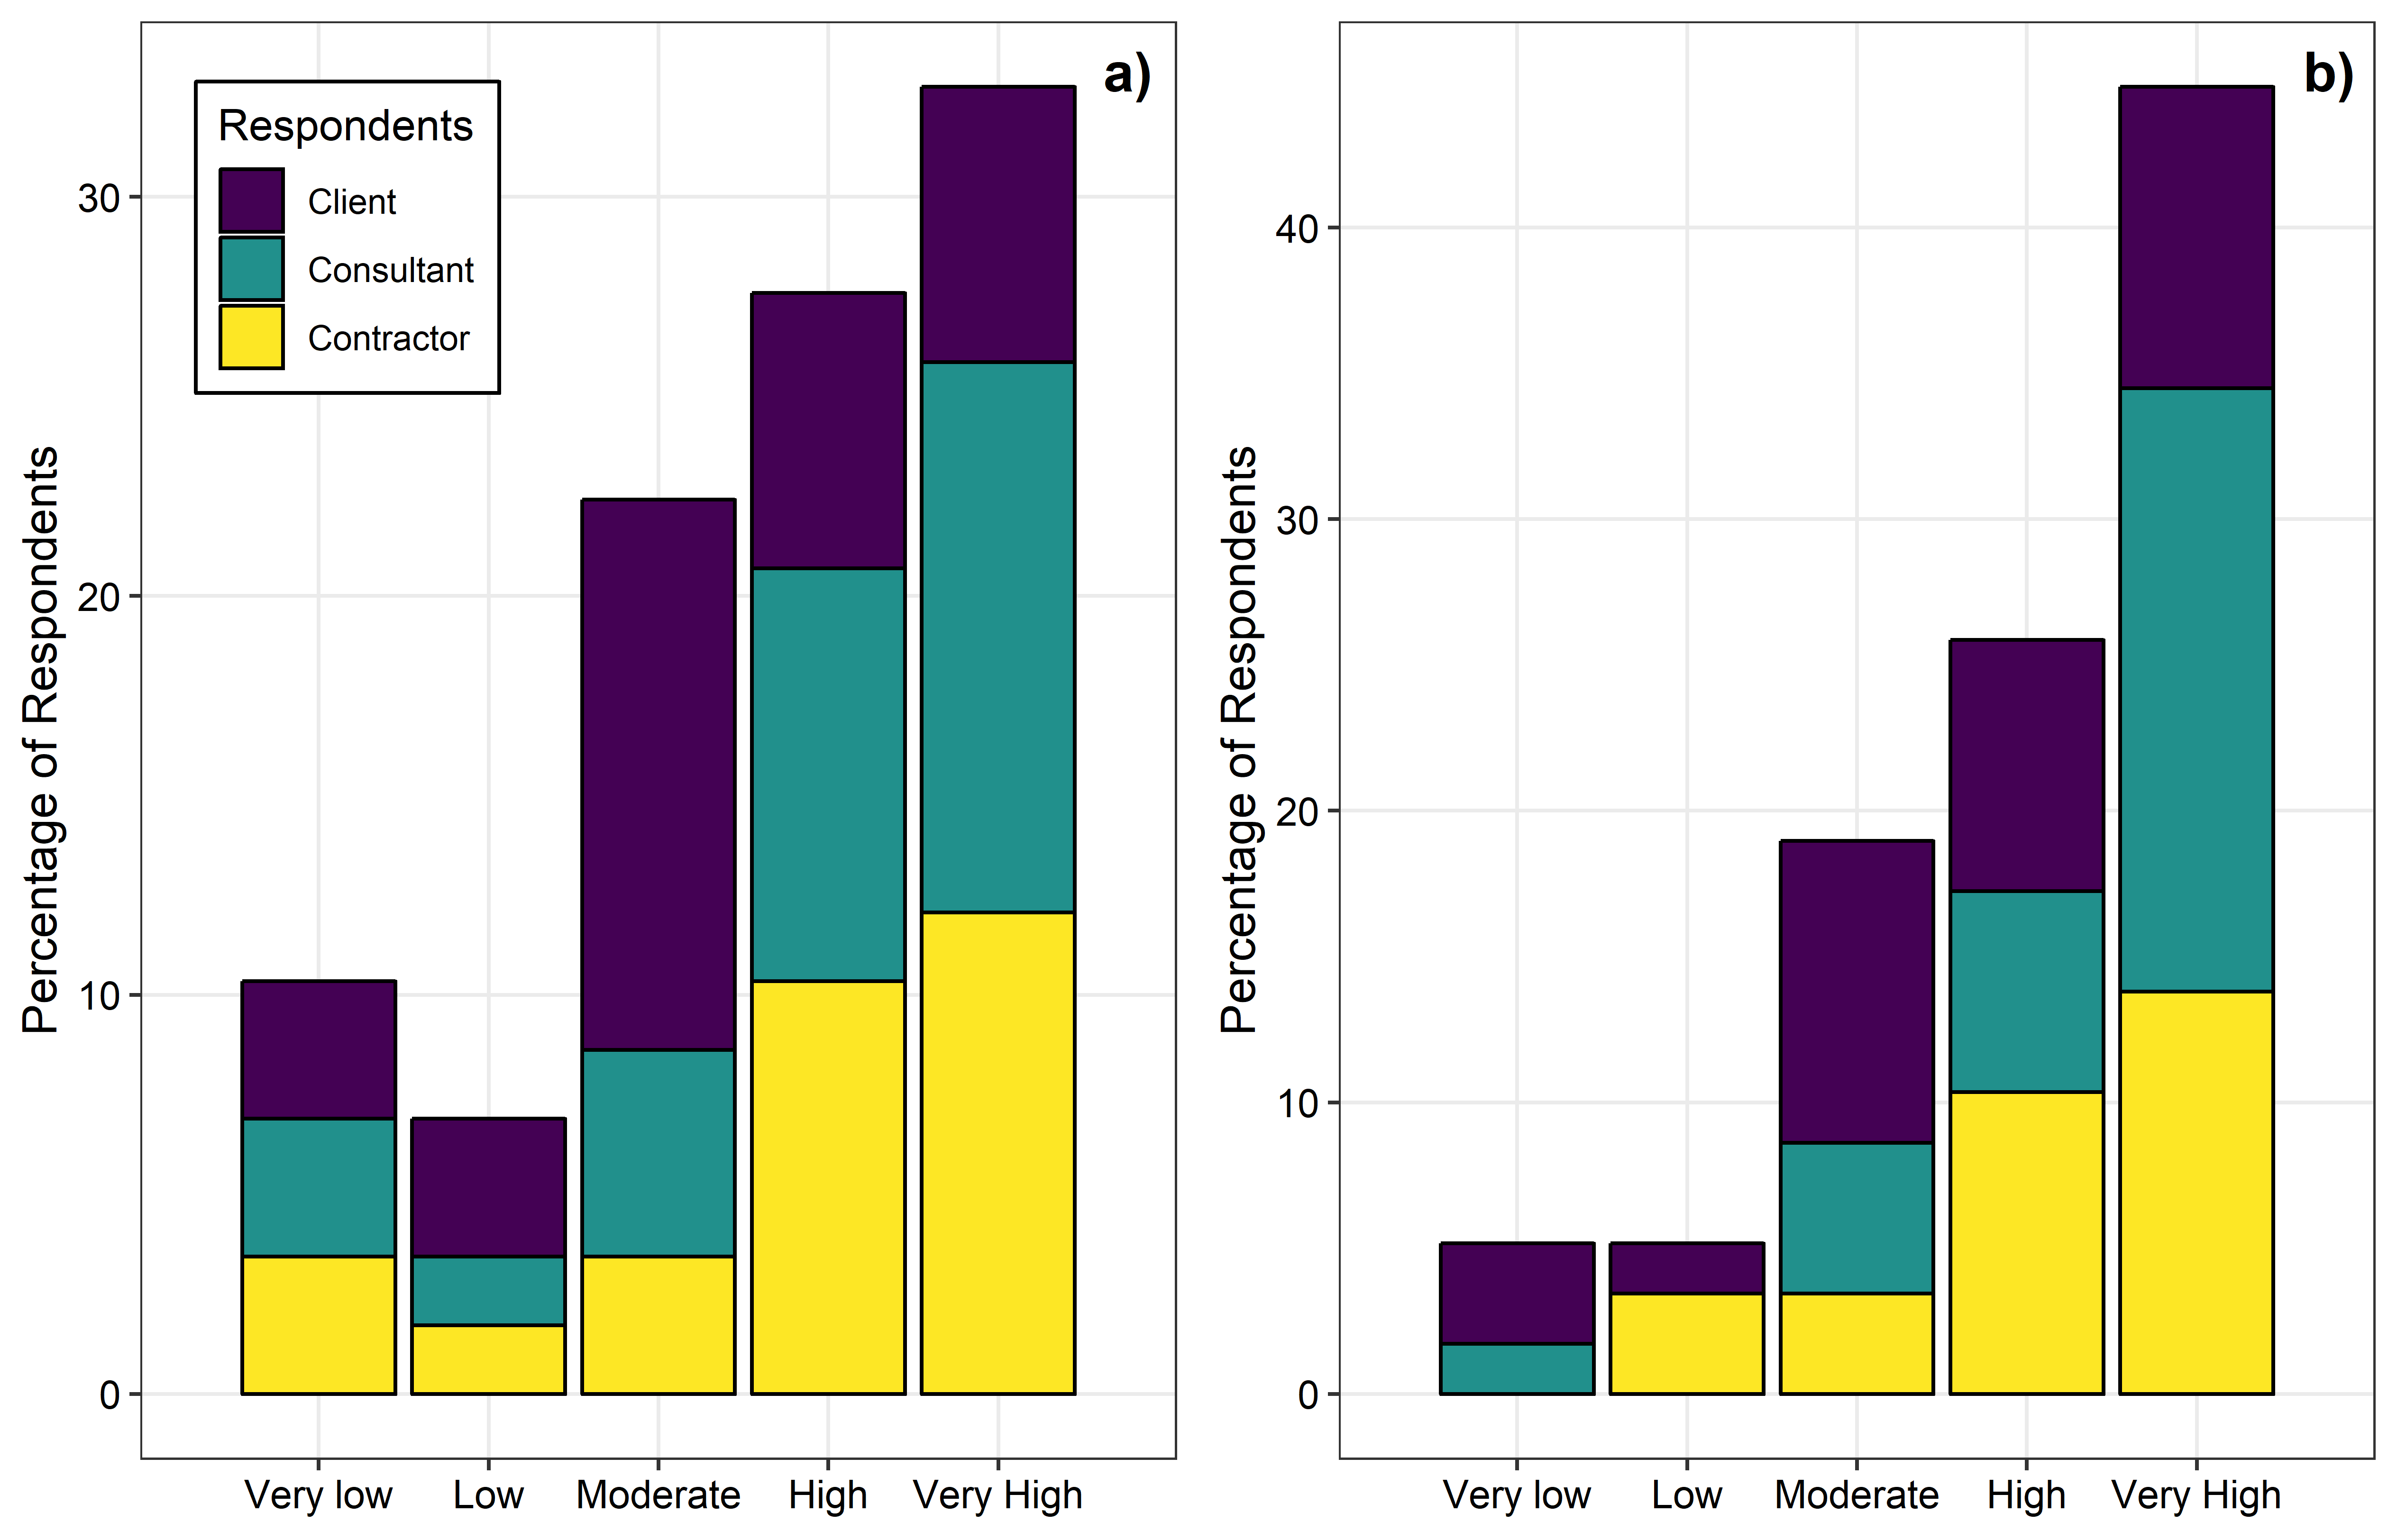 a)
Respondents
Client
Consultant
Contractor
Percentage of Respondents
30
20
10
0
Very low Low Moderate High Very High
b)
Percentage of Respondents
40
30
20
10
0
Very low Low Moderate High Very High